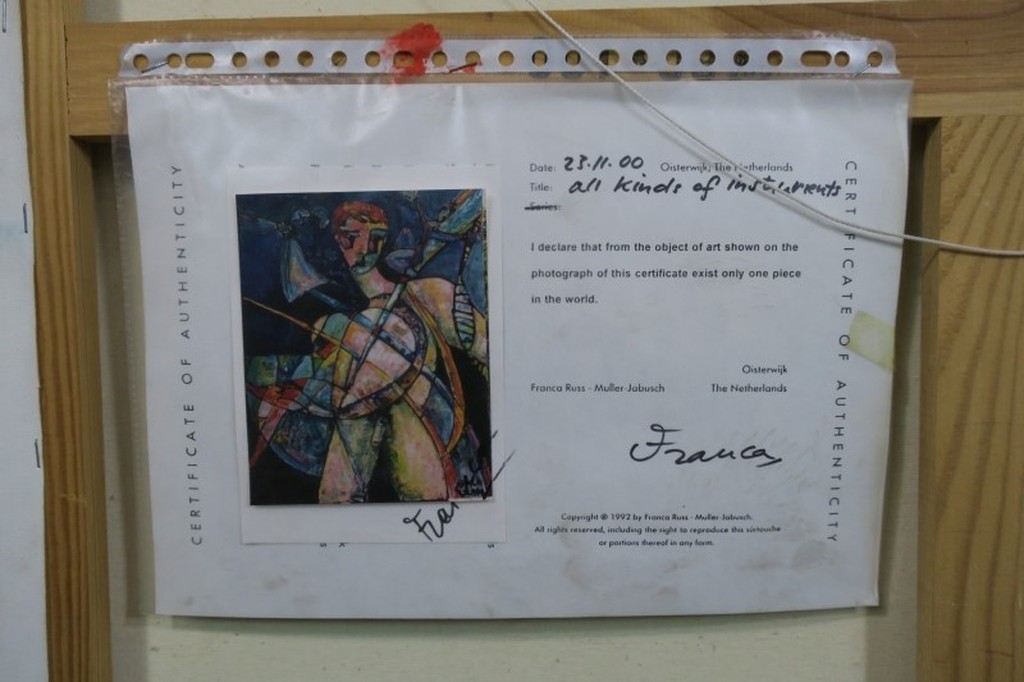 CERTIFICATE OF AUTHENTICITY
Date: 23.11.00 Oisterwijk, The Netherlands
Title: all kinds of instruments
Series:
I declare that from the object of art shown on the
photograph of this certificate exist only one piece
in the world.
Oisterwijk
Franca Russ - Muller-Jabusch The Netherlands
Franca
Copyright © 1992 by Franca Russ - Muller-Jabusch.
All rights reserved, including the right to reproduce this sixtouche
or portions thereof in any form.
CERTIFICATE OF AUTHENTICITY